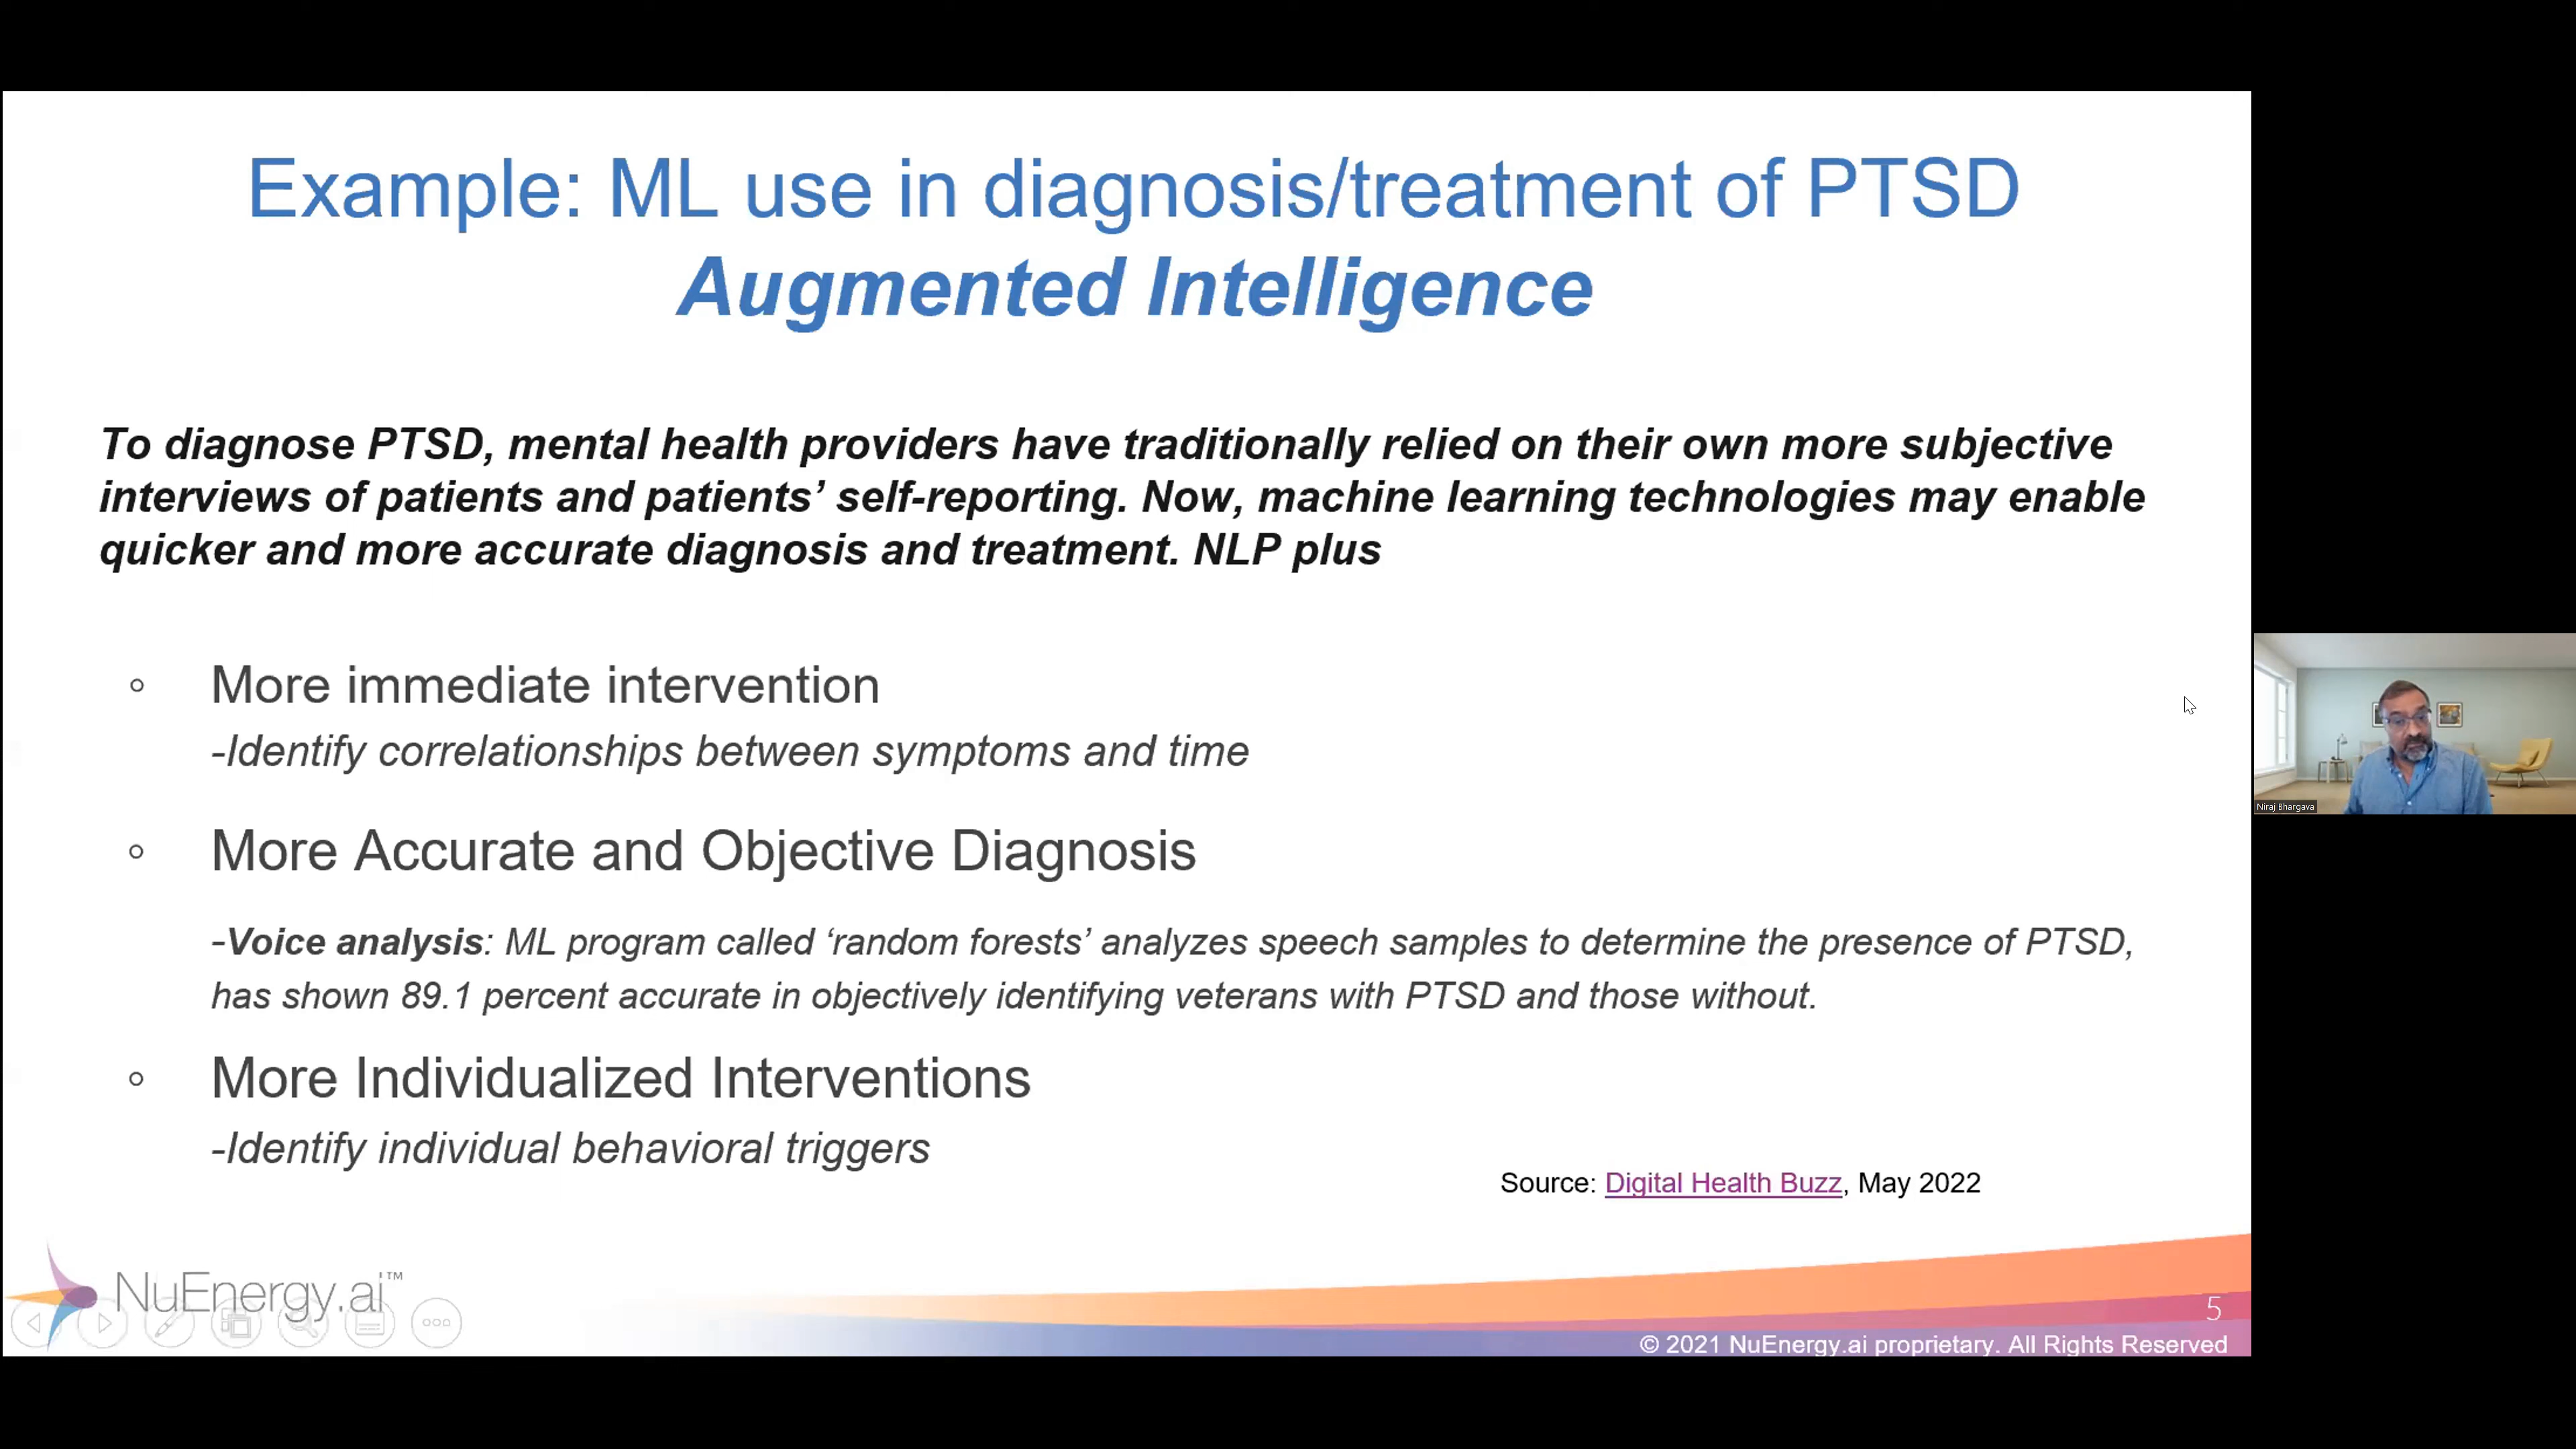 Example: ML use in diagnosis/treatment of PTSD
Augmented Intelligence
To diagnose PTSD, mental health providers have traditionally relied on their own more subjective
interviews of patients and patients’ self-reporting. Now, machine learning technologies may enable
quicker and more accurate diagnosis and treatment. NLP plus
◦ More immediate intervention
-Identify correlationships between symptoms and time
◦ More Accurate and Objective Diagnosis
-Voice analysis: ML program called ‘random forests’ analyzes speech samples to determine the presence of PTSD,
has shown 89.1 percent accurate in objectively identifying veterans with PTSD and those without.
◦ More Individualized Interventions
-Identify individual behavioral triggers
Source: Digital Health Buzz, May 2022
NuEnergy.ai™
5
© 2021 NuEnergy.ai proprietary. All Rights Reserved
Niraj Bhargava